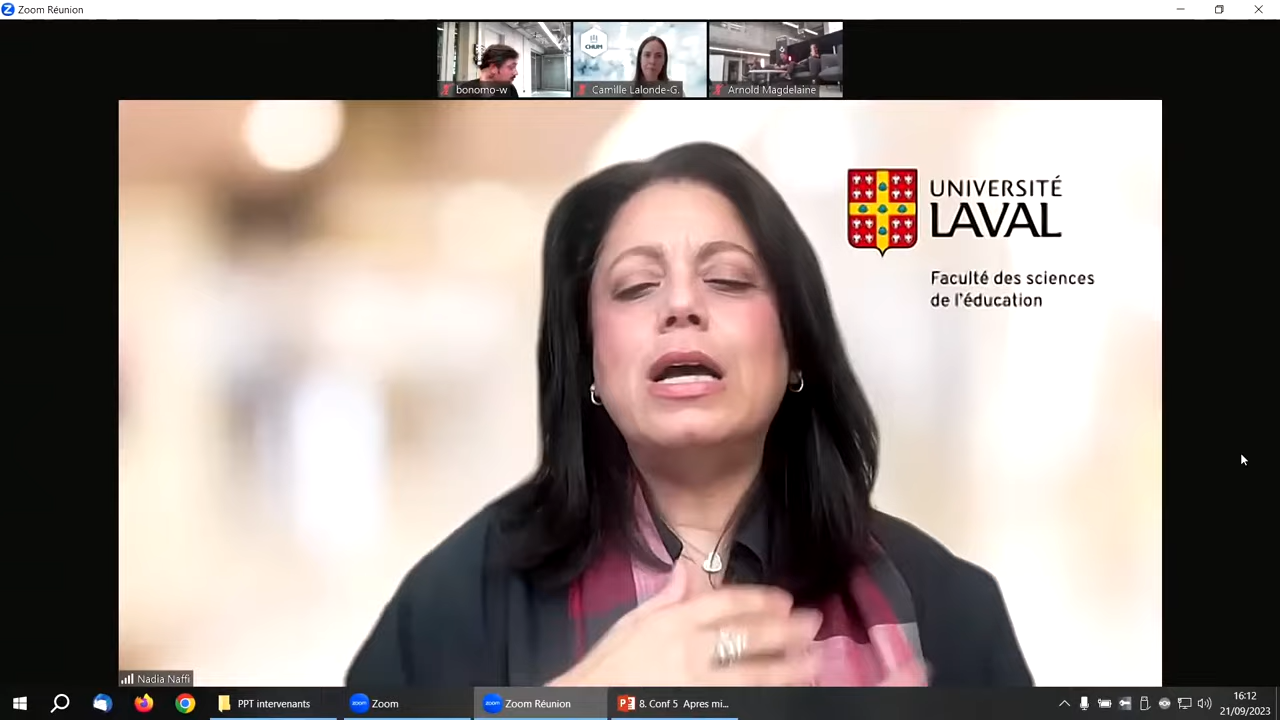 Zoom Réunion
CHUM
bonomo-w
Camille Lalonde-G.
Arnold Magdelaine
UNIVERSITÉ
LAVAL
Faculté des sciences
de l'éducation
Nadia Naffi
PPT intervenants
Zoom
Zoom Réunion
8. Conf 5 Apres mi...
16:12
21/09/2023